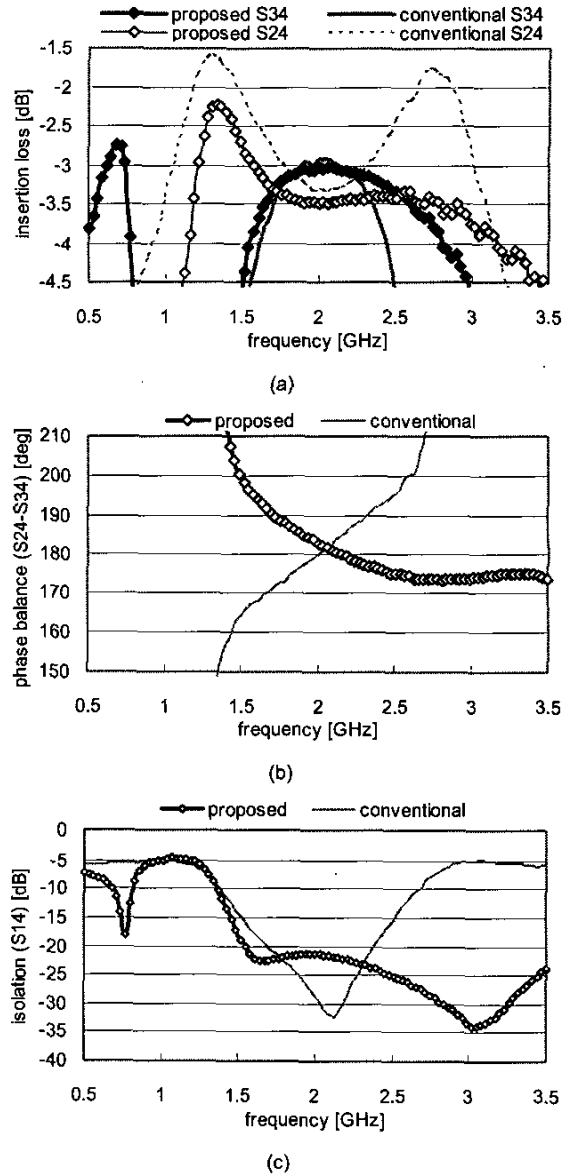 proposed S34 conventional S34
proposed S24 conventional S24
insertion loss [dB]
-1
-1.5
-2
-2.5
-3
-3.5
-4
-4.5
0.5 1 1.5 2 2.5 3 3.5
frequency [GHz]
(a)
proposed conventional
phase balance (S24-S34) [deg]
210
200
190
180
170
160
150
0.5 1 1.5 2 2.5 3 3.5
frequency [GHz]
(b)
proposed conventional
isolation (S14) [dB]
0
-5
-10
-15
-20
-25
-30
-35
-40
0.5 1 1.5 2 2.5 3 3.5
frequency [GHz]
(c)